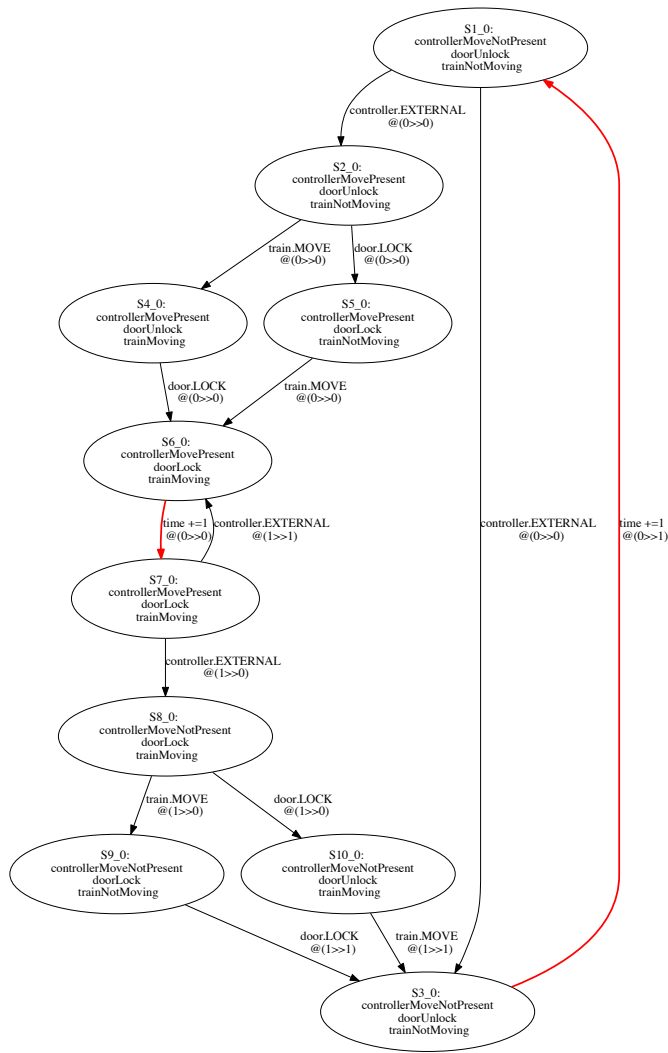 S1_0:
controllerMoveNotPresent
doorUnlock
trainNotMoving
controller.EXTERNAL
@(0>>0)
S2_0:
controllerMovePresent
doorUnlock
trainNotMoving
train.MOVE
@(0>>0)
door.LOCK
@(0>>0)
S4_0:
controllerMovePresent
doorUnlock
trainMoving
S5_0:
controllerMovePresent
doorLock
trainNotMoving
door.LOCK
@(0>>0)
train.MOVE
@(0>>0)
S6_0:
controllerMovePresent
doorLock
trainMoving
time +=1
@(0>>0)
controller.EXTERNAL
@(1>>1)
controller.EXTERNAL
@(0>>0)
time +=1
@(0>>1)
S7_0:
controllerMovePresent
doorLock
trainMoving
controller.EXTERNAL
@(1>>0)
S8_0:
controllerMoveNotPresent
doorLock
trainMoving
train.MOVE
@(1>>0)
door.LOCK
@(1>>0)
S9_0:
controllerMoveNotPresent
doorLock
trainNotMoving
S10_0:
controllerMoveNotPresent
doorUnlock
trainMoving
door.LOCK
@(1>>1)
train.MOVE
@(1>>1)
S3_0:
controllerMoveNotPresent
doorUnlock
trainNotMoving